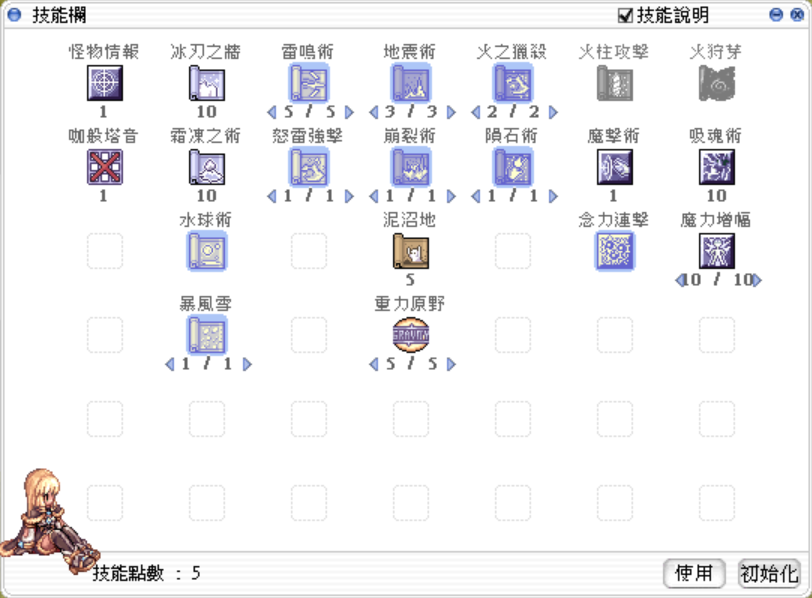 技能欄 技能說明
怪物情報 冰刃之牆 雷鳴術 地震術 火之獵殺 火柱攻擊 火狩芽
1 10 5 / 5 3 / 3 2 / 2
咖般塔音 霜凍之術 怒雷強擊 崩裂術 隕石術 魔擊術 吸魂術
1 10 1 / 1 1 / 1 1 / 1 1 10
水球術 泥沼地 念力連擊 魔力增幅
5 10 / 10
暴風雪 重力原野
GRAVITY
1 / 1 5 / 5
技能點數 : 5 使用 初始化